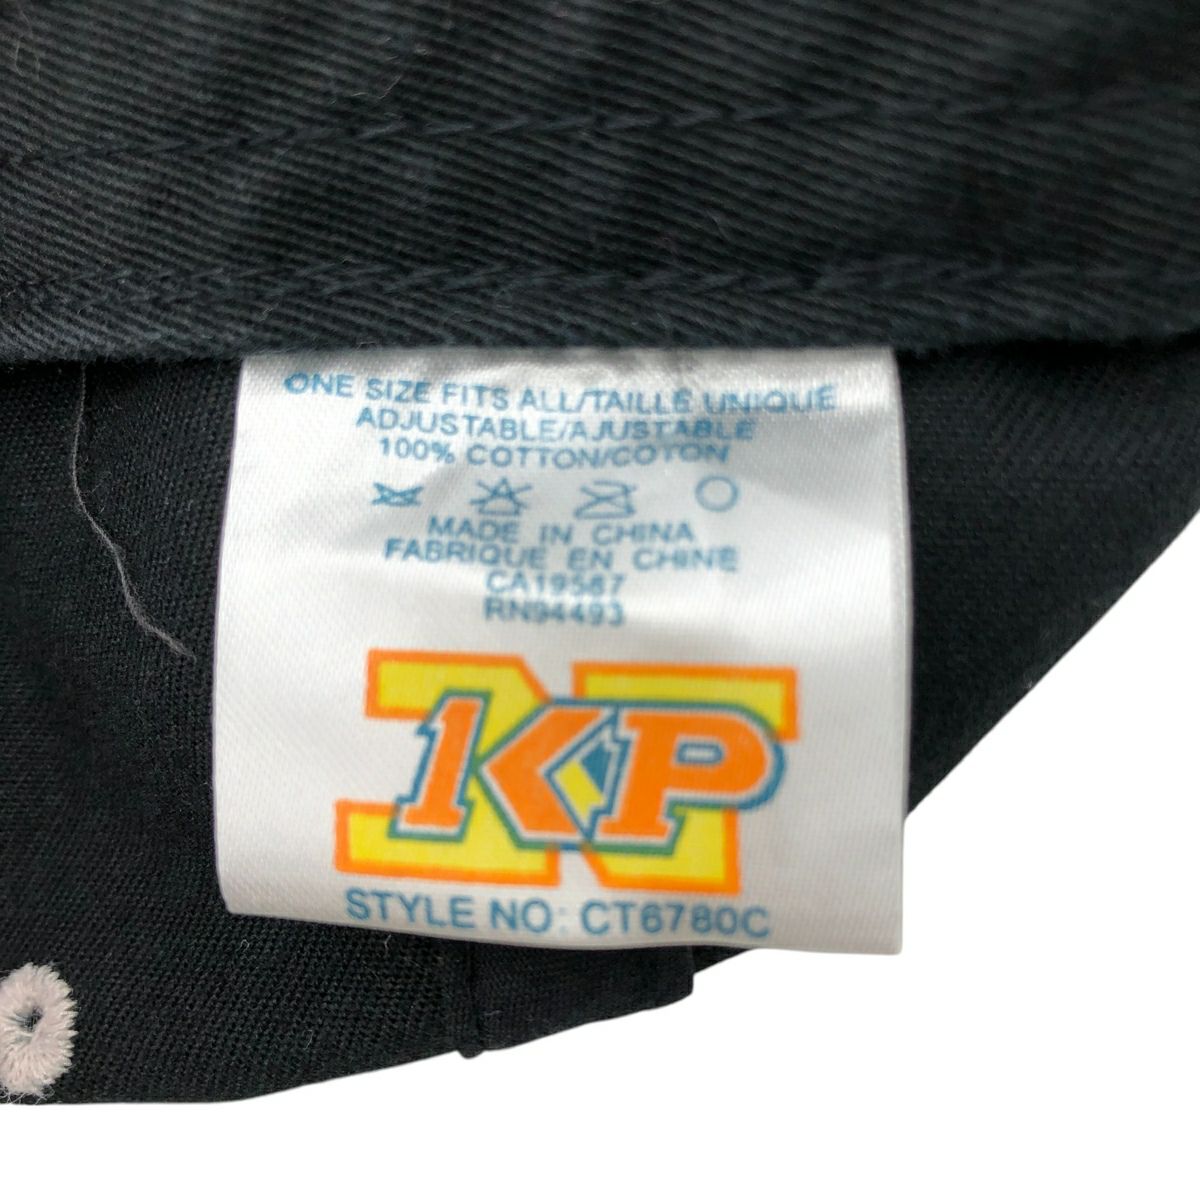 ONE SIZE FITS ALL/TAILLE UNIQUE
ADJUSTABLE/AJUSTABLE
100% COTTON/COTON
MADE IN CHINA
FABRIQUE EN CHINE
CA19567
RN94493
N KP
STYLE NO: CT6780C